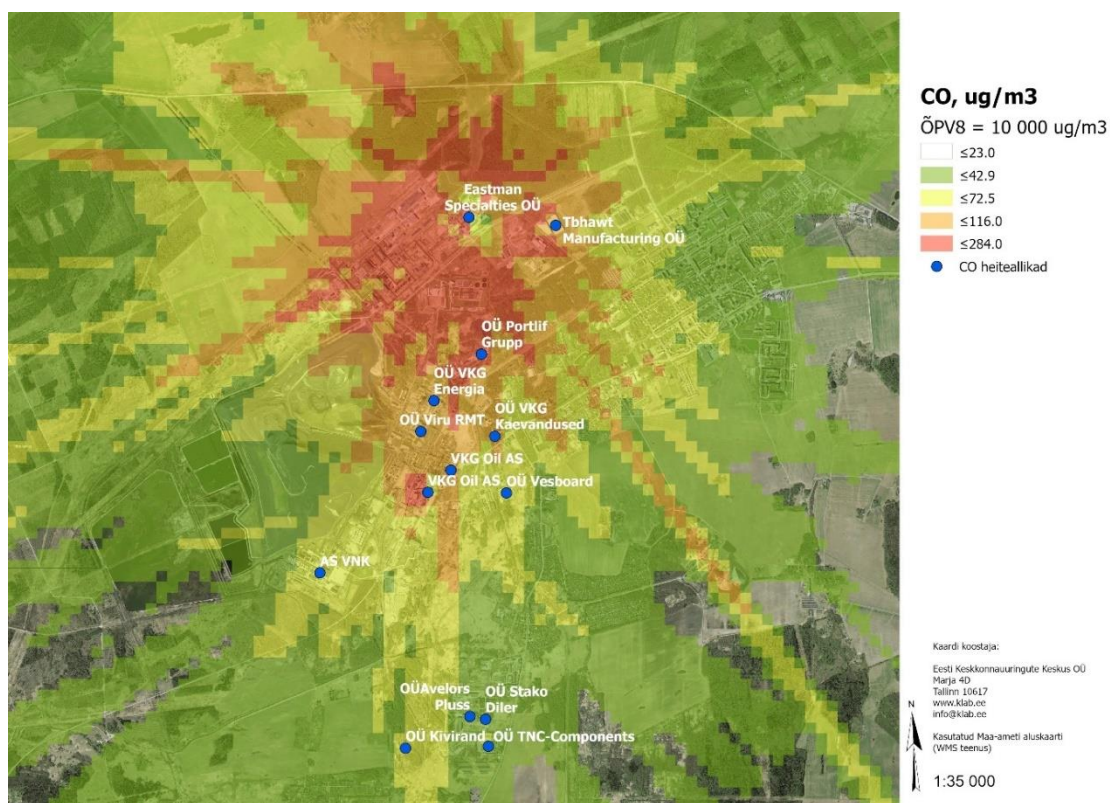 Eastman
Specialties OÜ
Tbhawt
Manufacturing OÜ
OÜ Portlif
Grupp
OÜ VKG
Energia
OÜ Viru RMT
OÜ VKG
Kaevandused
VKG Oil AS
VKG Oil AS
OÜ Vesboard
AS VNK
OÜAvelors
Pluss
OÜ Stako
Diler
OÜ Kivirand
OÜ TNC-Components
CO, ug/m3
ÕPV8 = 10 000 ug/m3
≤23.0
≤42.9
≤72.5
≤116.0
≤284.0
CO heiteallikad
Kaardi koostaja:
Eesti Keskkonnauuringute Keskus OÜ
Marja 4D
Tallinn 10617
www.klab.ee
info@klab.ee
Kasutatud Maa-ameti aluskaarti
(WMS teenus)
N
1:35 000